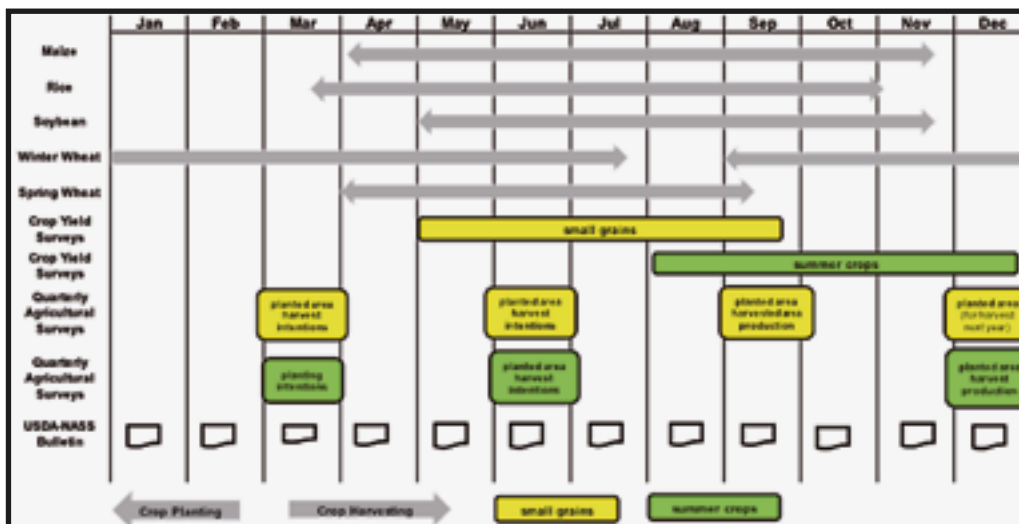 Jan Feb Mar Apr May Jun Jul Aug Sep Oct Nov Dec
Maize
Rice
Soybean
Winter Wheat
Spring Wheat
Crop Yield
Surveys
small grains
Crop Yield
Surveys
summer crops
Quarterly
Agricultural
Surveys
planted area
harvest
intentions
planted area
harvest
intentions
planted area
harvested area
production
planted area
(for harvest
next year)
Quarterly
Agricultural
Surveys
planting
intentions
planted area
harvest
intentions
planted area
harvest
production
USDA-NASS
Bulletin
Crop Planting
Crop Harvesting
small grains
summer crops